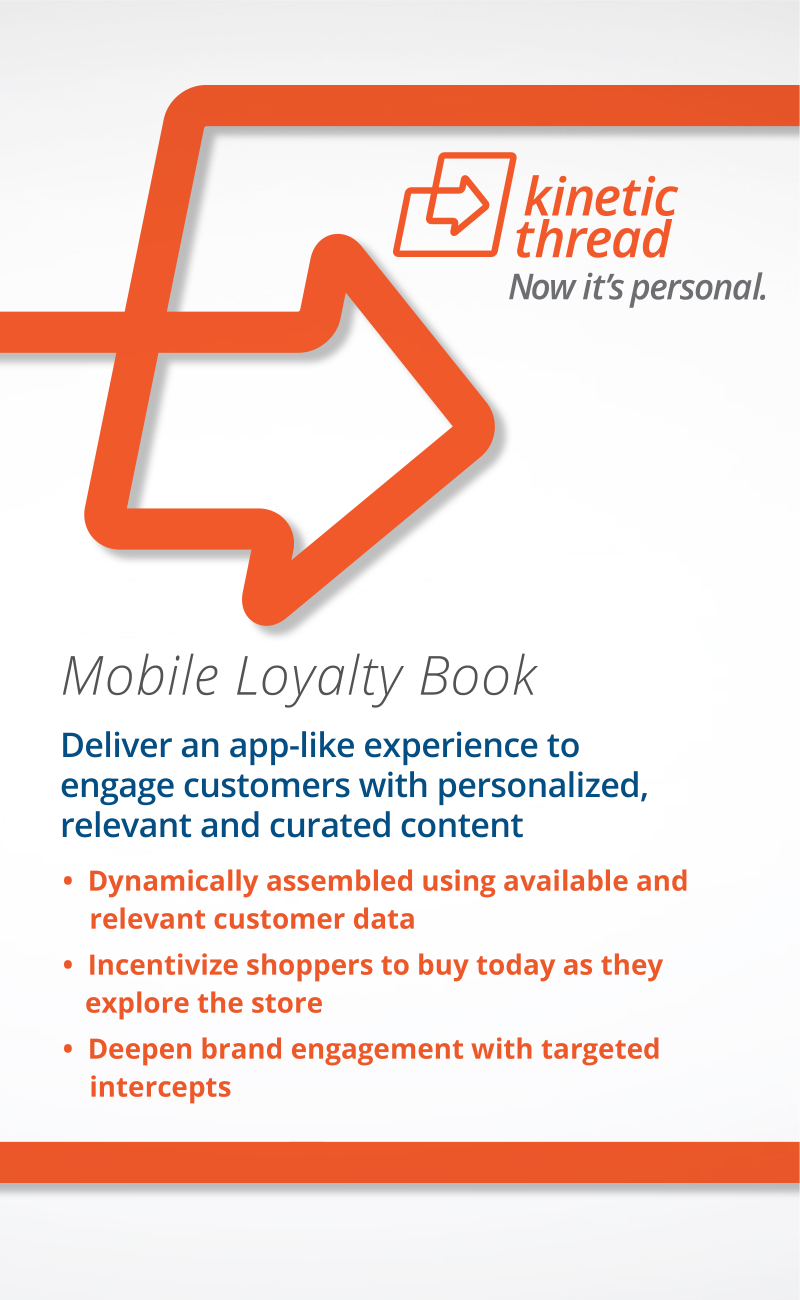 kinetic
thread
Now it's personal.
Mobile Loyalty Book
Deliver an app-like experience to
engage customers with personalized,
relevant and curated content
• Dynamically assembled using available and
relevant customer data
• Incentivize shoppers to buy today as they
explore the store
• Deepen brand engagement with targeted
intercepts